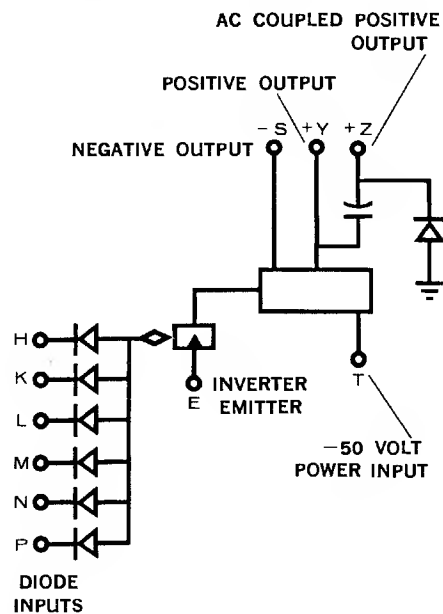 AC COUPLED POSITIVE
OUTPUT
POSITIVE OUTPUT
-S +Y +Z
NEGATIVE OUTPUT
H
K
L
M
N
P
E
INVERTER
EMITTER
T
-50 VOLT
POWER INPUT
DIODE
INPUTS